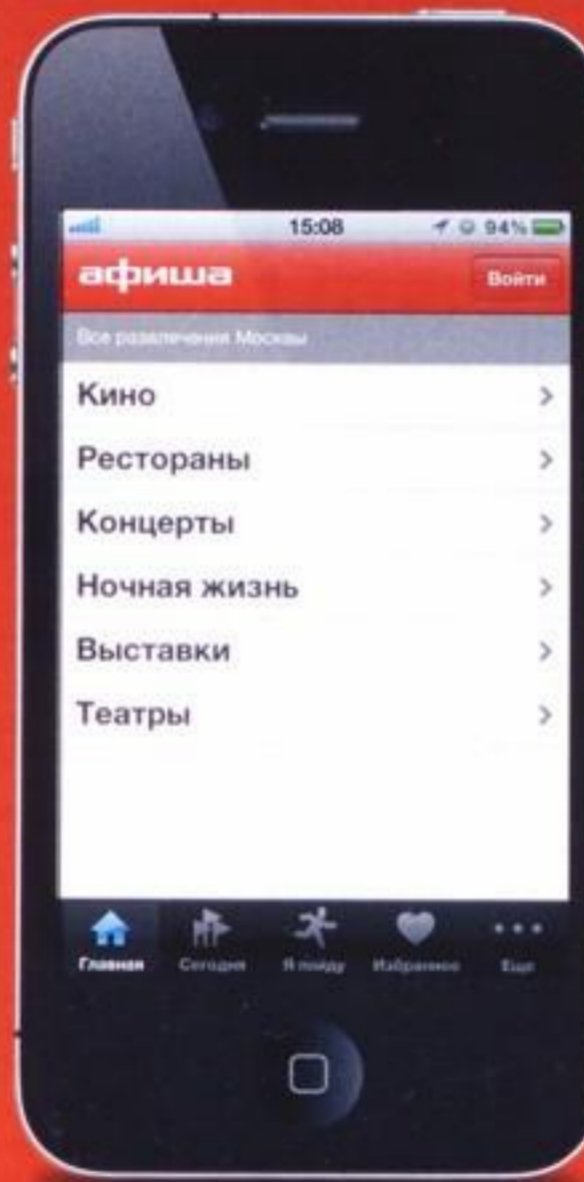 15:08 94%
афиша Войти
Все развлечения Москвы
Кино
Рестораны
Концерты
Ночная жизнь
Выставки
Театры
Главная Сегодня Я пойду Избранное Еще